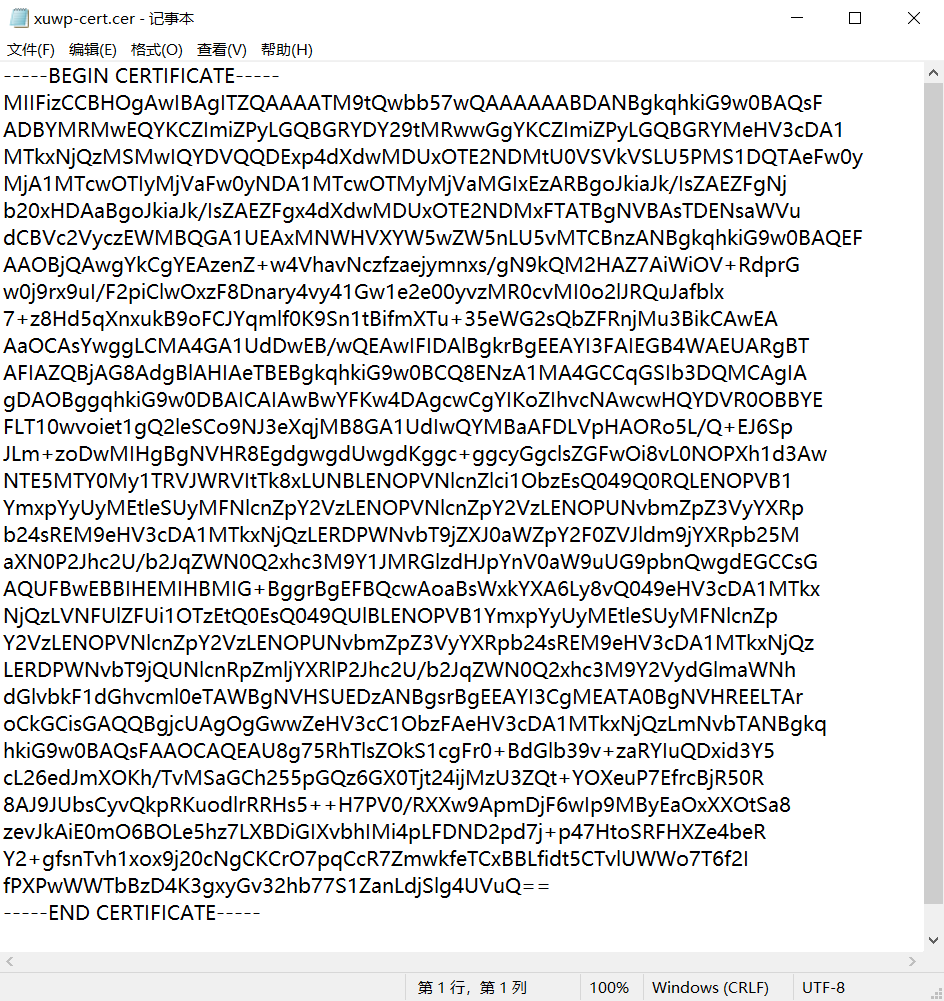 xuwp-cert.cer - 记事本
文件(F) 编辑(E) 格式(O) 查看(V) 帮助(H)
-----BEGIN CERTIFICATE-----
MIIFizCCBHOgAwIBAgITZQAAAATM9tQwbb57wQAAAAAABDANBgkqhkiG9w0BAQsF
ADBYMRMwEQYKCZImiZPyLGQBGRYDY29tMRwwGgYKCZImiZPyLGQBGRYMeHV3cDA1
MTkxNjQzMSMwIQYDVQQDExp4dXdwMDUxOTE2NDMtU0VSVkVSLU5PMS1DQTAeFw0y
MjA1MTcwOTIyMjVaFw0yNDA1MTcwOTMyMjVaMGIxEzARBgoJkiaJk/IsZAEZFgNj
b20xHDAaBgoJkiaJk/IsZAEZFgx4dXdwMDUxOTE2NDMxFTATBgNVBAsTDENsaWVu
dCBVc2VyczEWMBQGA1UEAxMNWHVXYW5wZW5nLU5vMTCBnzANBgkqhkiG9w0BAQEF
AAOBjQAwgYkCgYEAzenZ+w4VhavNczfzaejymnxs/gN9kQM2HAZ7AiWiOV+RdprG
w0j9rx9uI/F2piClwOxzF8Dnary4vy41Gw1e2e00yvzMR0cvMI0o2lJRQuJafblx
7+z8Hd5qXnxukB9oFCJYqmlf0K9Sn1tBifmXTu+35eWG2sQbZFRnjMu3BikCAwEA
AaOCAsYwggLCMA4GA1UdDwEB/wQEAwIFIDAlBgkrBgEEAYI3FAIEGB4WAEUARgBT
AFIAZQBjAG8AdgBlAHIAeTBEBgkqhkiG9w0BCQ8ENzA1MA4GCCqGSIb3DQMCAgIA
gDAOBggqhkiG9w0DBAICAIAwBwYFKw4DAgcwCgYIKoZIhvcNAwcwHQYDVR0OBBYE
FLT10wvoiet1gQ2leSCo9NJ3eXqjMB8GA1UdIwQYMBaAFDLVpHAORo5L/Q+EJ6Sp
JLm+zoDwMIHgBgNVHR8EgdgwgdUwgdKggc+ggcyGgclsZGFwOi8vL0NOPXh1d3Aw
NTE5MTY0My1TRVJWRVItTk8xLUNBLENOPVNlcnZlci1ObzEsQ049Q0RQLENOPVB1
YmxpYyUyMEtleSUyMFNlcnZpY2VzLENOPVNlcnZpY2VzLENOPUNvbmZpZ3VyYXRp
b24sREM9eHV3cDA1MTkxNjQzLERDPWNvbT9jZXJ0aWZpY2F0ZVJldm9jYXRpb25M
aXN0P2Jhc2U/b2JqZWN0Q2xhc3M9Y1JMRGlzdHJpYnV0aW9uUG9pbnQwgdEGCCsG
AQUFBwEBBIHEMIHBMIG+BggrBgEFBQcwAoaBsWxkYXA6Ly8vQ049eHV3cDA1MTkx
NjQzLVNFUlZFUi1OTzEtQ0EsQ049QUlBLENOPVB1YmxpYyUyMEtleSUyMFNlcnZp
Y2VzLENOPVNlcnZpY2VzLENOPUNvbmZpZ3VyYXRpb24sREM9eHV3cDA1MTkxNjQz
LERDPWNvbT9jQUNlcnRpZmljYXRlP2Jhc2U/b2JqZWN0Q2xhc3M9Y2VydGlmaWNh
dGlvbkF1dGhvcml0eTAWBgNVHSUEDzANBgsrBgEEAYI3CgMEATA0BgNVHREELTAr
oCkGCisGAQQBgjcUAgOgGwwZeHV3cC1ObzFAeHV3cDA1MTkxNjQzLmNvbTANBgkq
hkiG9w0BAQsFAAOCAQEAU8g75RhTlsZOkS1cgFr0+BdGlb39v+zaRYIuQDxid3Y5
cL26edJmXOKh/TvMSaGCh255pGQz6GX0Tjt24ijMzU3ZQt+YOXeuP7EfrcBjR50R
8AJ9JUbsCyvQkpRKuodlrRRHs5++H7PV0/RXXw9ApmDjF6wIp9MByEaOxXXOtSa8
zevJkAiE0mO6BOLe5hz7LXBDiGIXvbhIMi4pLFDND2pd7j+p47HtoSRFHXZe4beR
Y2+gfsnTvh1xox9j20cNgCKCrO7pqCcR7ZmwkfeTCxBBLfidt5CTvlUWWo7T6f2I
fPXPwWWTbBzD4K3gxyGv32hb77S1ZanLdjSlg4UVuQ==
-----END CERTIFICATE-----
第 1 行，第 1 列 100% Windows (CRLF) UTF-8